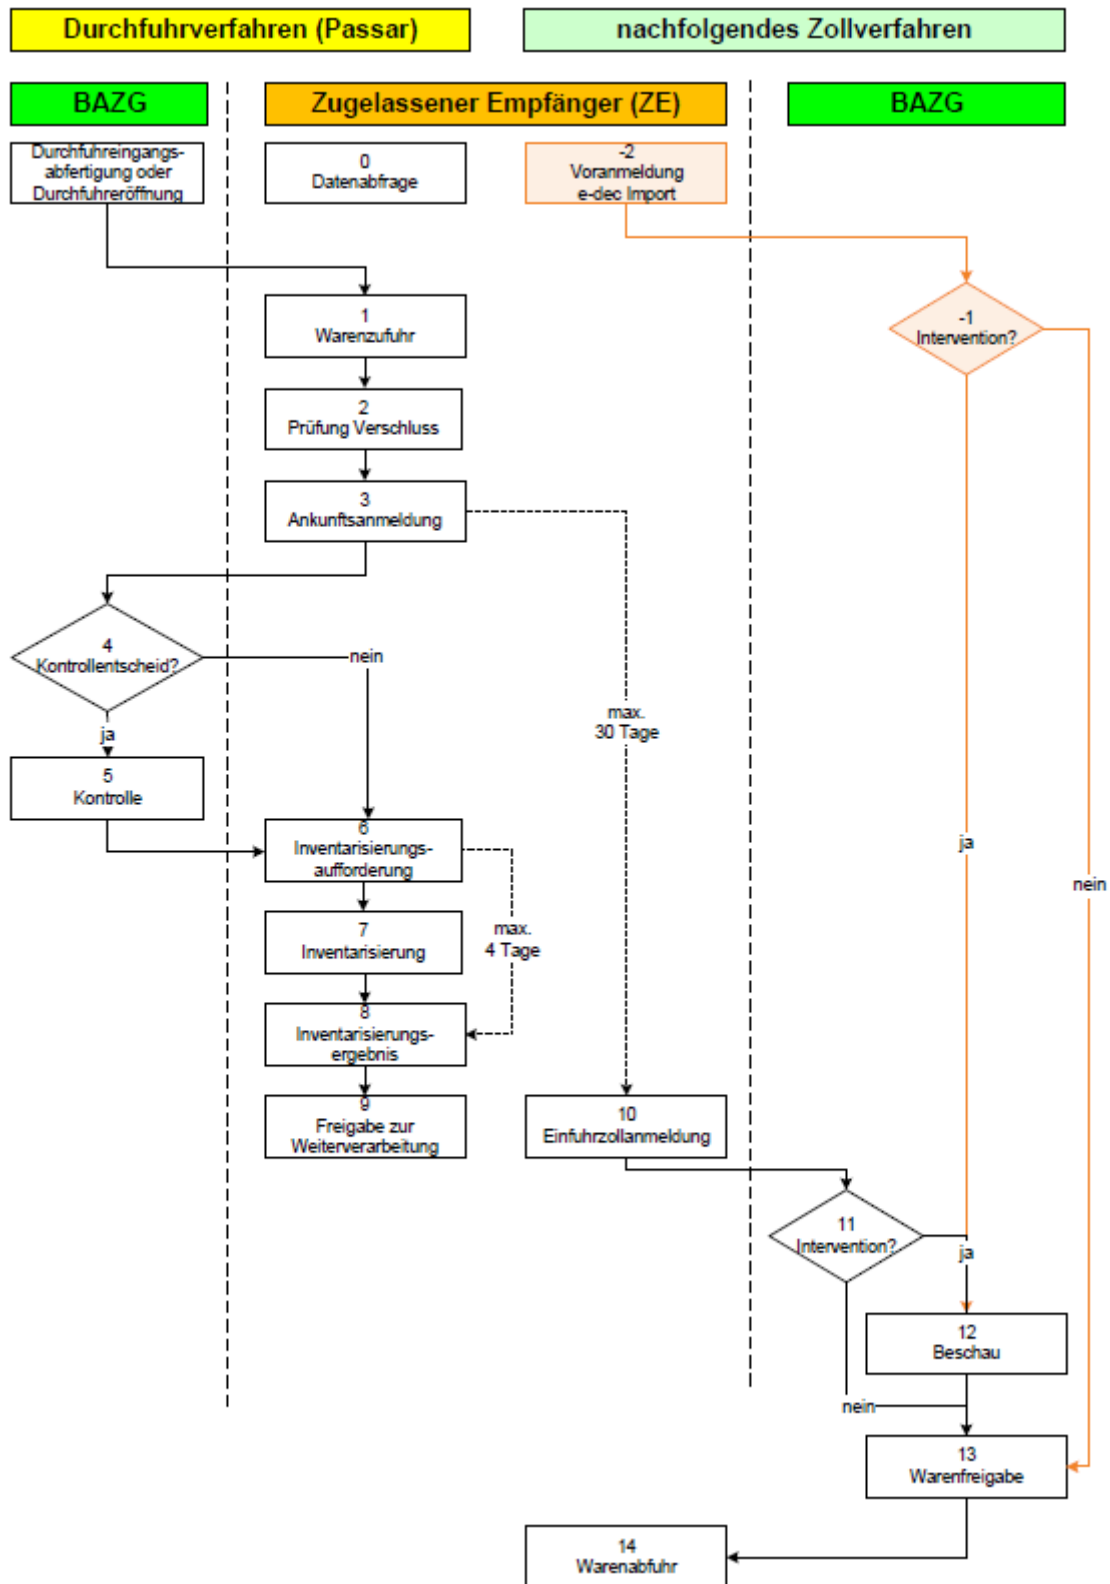 Durchfuhrverfahren (Passar)
nachfolgendes Zollverfahren
BAZG
Zugelassener Empfänger (ZE)
BAZG
Durchfuhreingangs-
abfertigung oder
Durchfuhreröffnung
0
Datenabfrage
-2
Voranmeldung
e-dec Import
1
Warenzufuhr
-1
Intervention?
2
Prüfung Verschluss
3
Ankunftsanmeldung
4
Kontrollentscheid?
nein
max.
30 Tage
ja
5
Kontrolle
6
Inventarisierungs-
aufforderung
ja
nein
7
Inventarisierung
max.
4 Tage
8
Inventarisierungs-
ergebnis
9
Freigabe zur
Weiterverarbeitung
10
Einfuhrzollanmeldung
11
Intervention?
ja
12
Beschau
nein
13
Warenfreigabe
14
Warenabfuhr